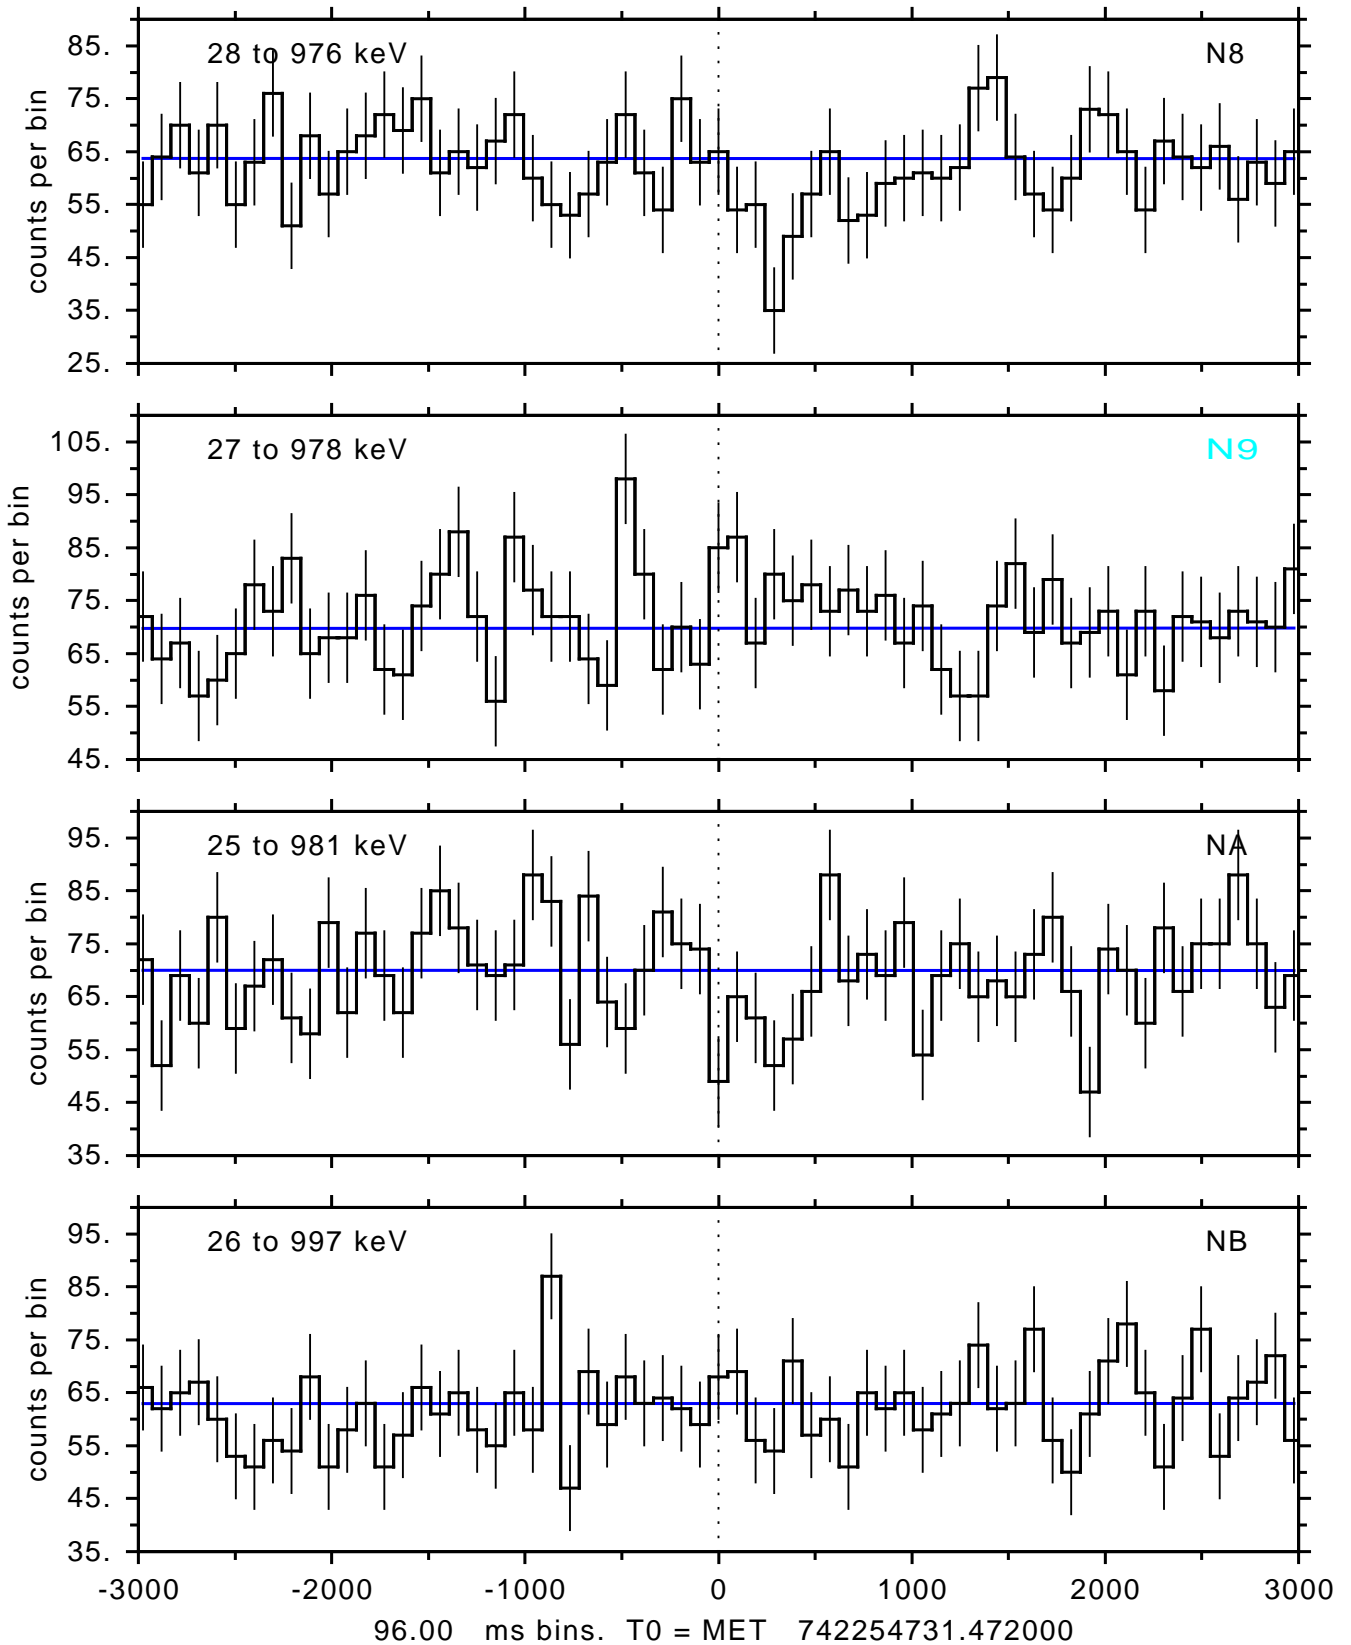 28 to 976 keV N8
85.
75.
65.
55.
45.
35.
25.
counts per bin
27 to 978 keV N9
105.
95.
85.
75.
65.
55.
45.
counts per bin
25 to 981 keV NA
95.
85.
75.
65.
55.
45.
35.
counts per bin
26 to 997 keV NB
95.
85.
75.
65.
55.
45.
35.
counts per bin
-3000 -2000 -1000 0 1000 2000 3000
96.00 ms bins. T0 = MET 742254731.472000